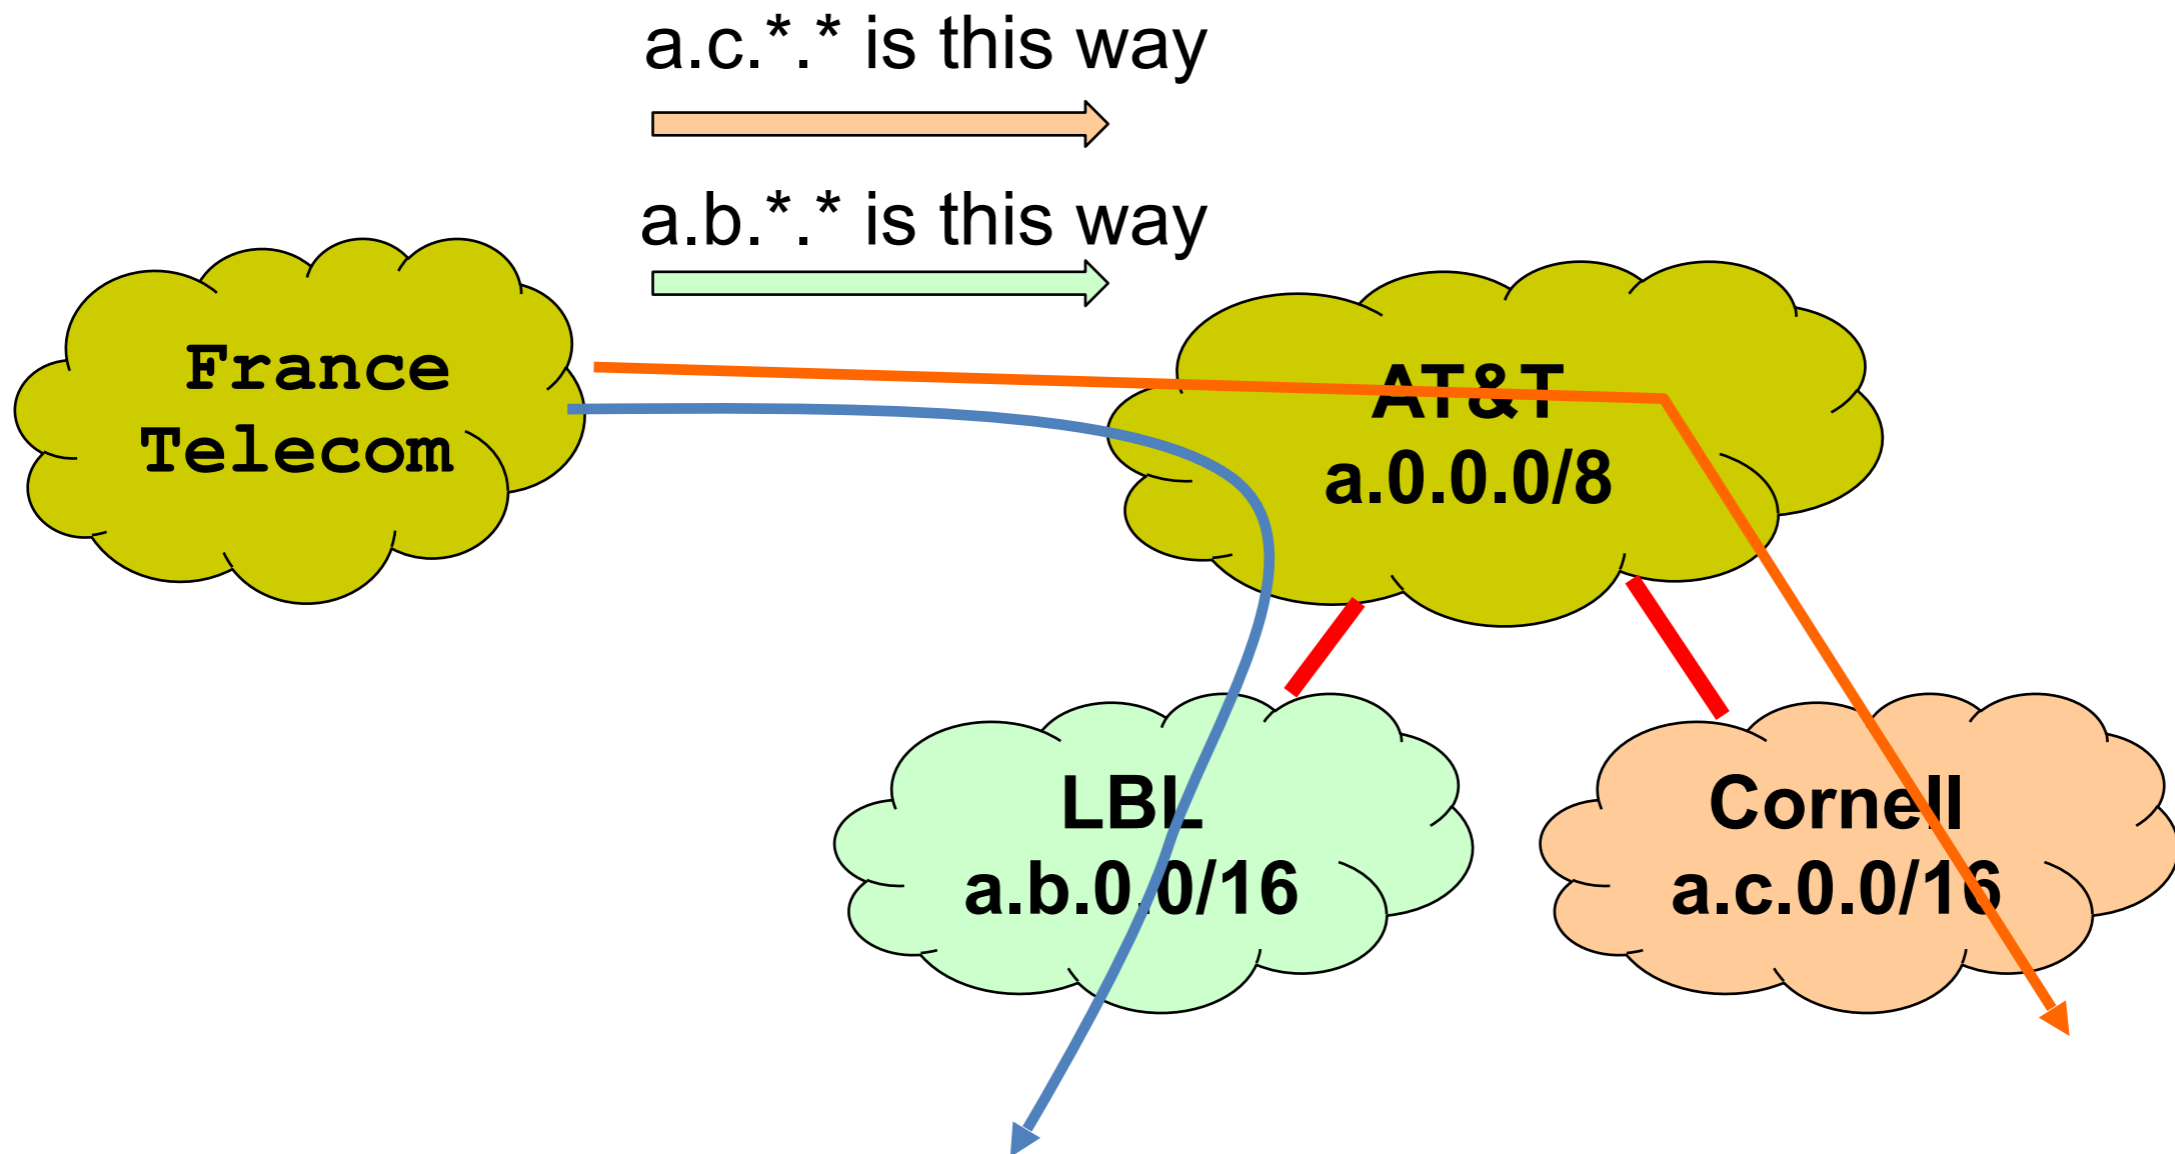 a.c.*.* is this way
a.b.*.* is this way
France
Telecom
AT&T
a.0.0.0/8
LBL
a.b.0.0/16
Cornell
a.c.0.0/16